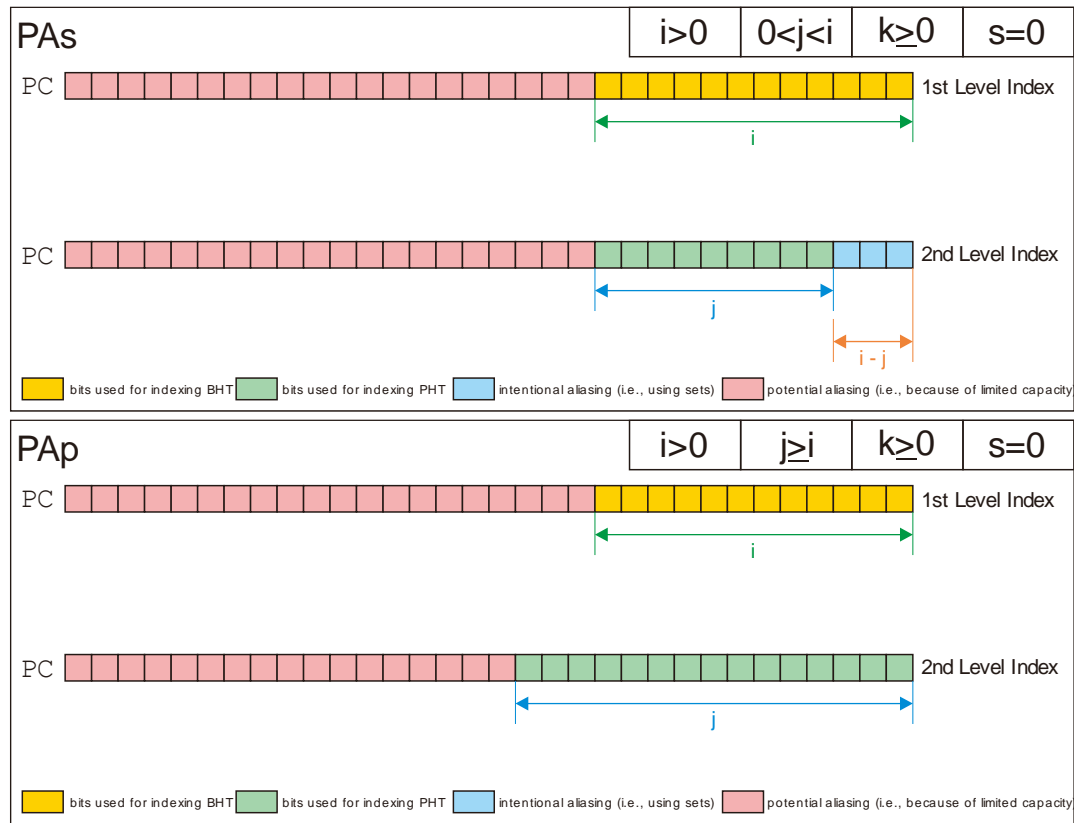 PAs
i>0 0<j<i k≥0 s=0
PC 1st Level Index
i
PC 2nd Level Index
j
i - j
bits used for indexing BHT bits used for indexing PHT intentional aliasing (i.e., using sets) potential aliasing (i.e., because of limited capacity)
PAp
i>0 j≥i k≥0 s=0
PC 1st Level Index
i
PC 2nd Level Index
j
bits used for indexing BHT bits used for indexing PHT intentional aliasing (i.e., using sets) potential aliasing (i.e., because of limited capacity)